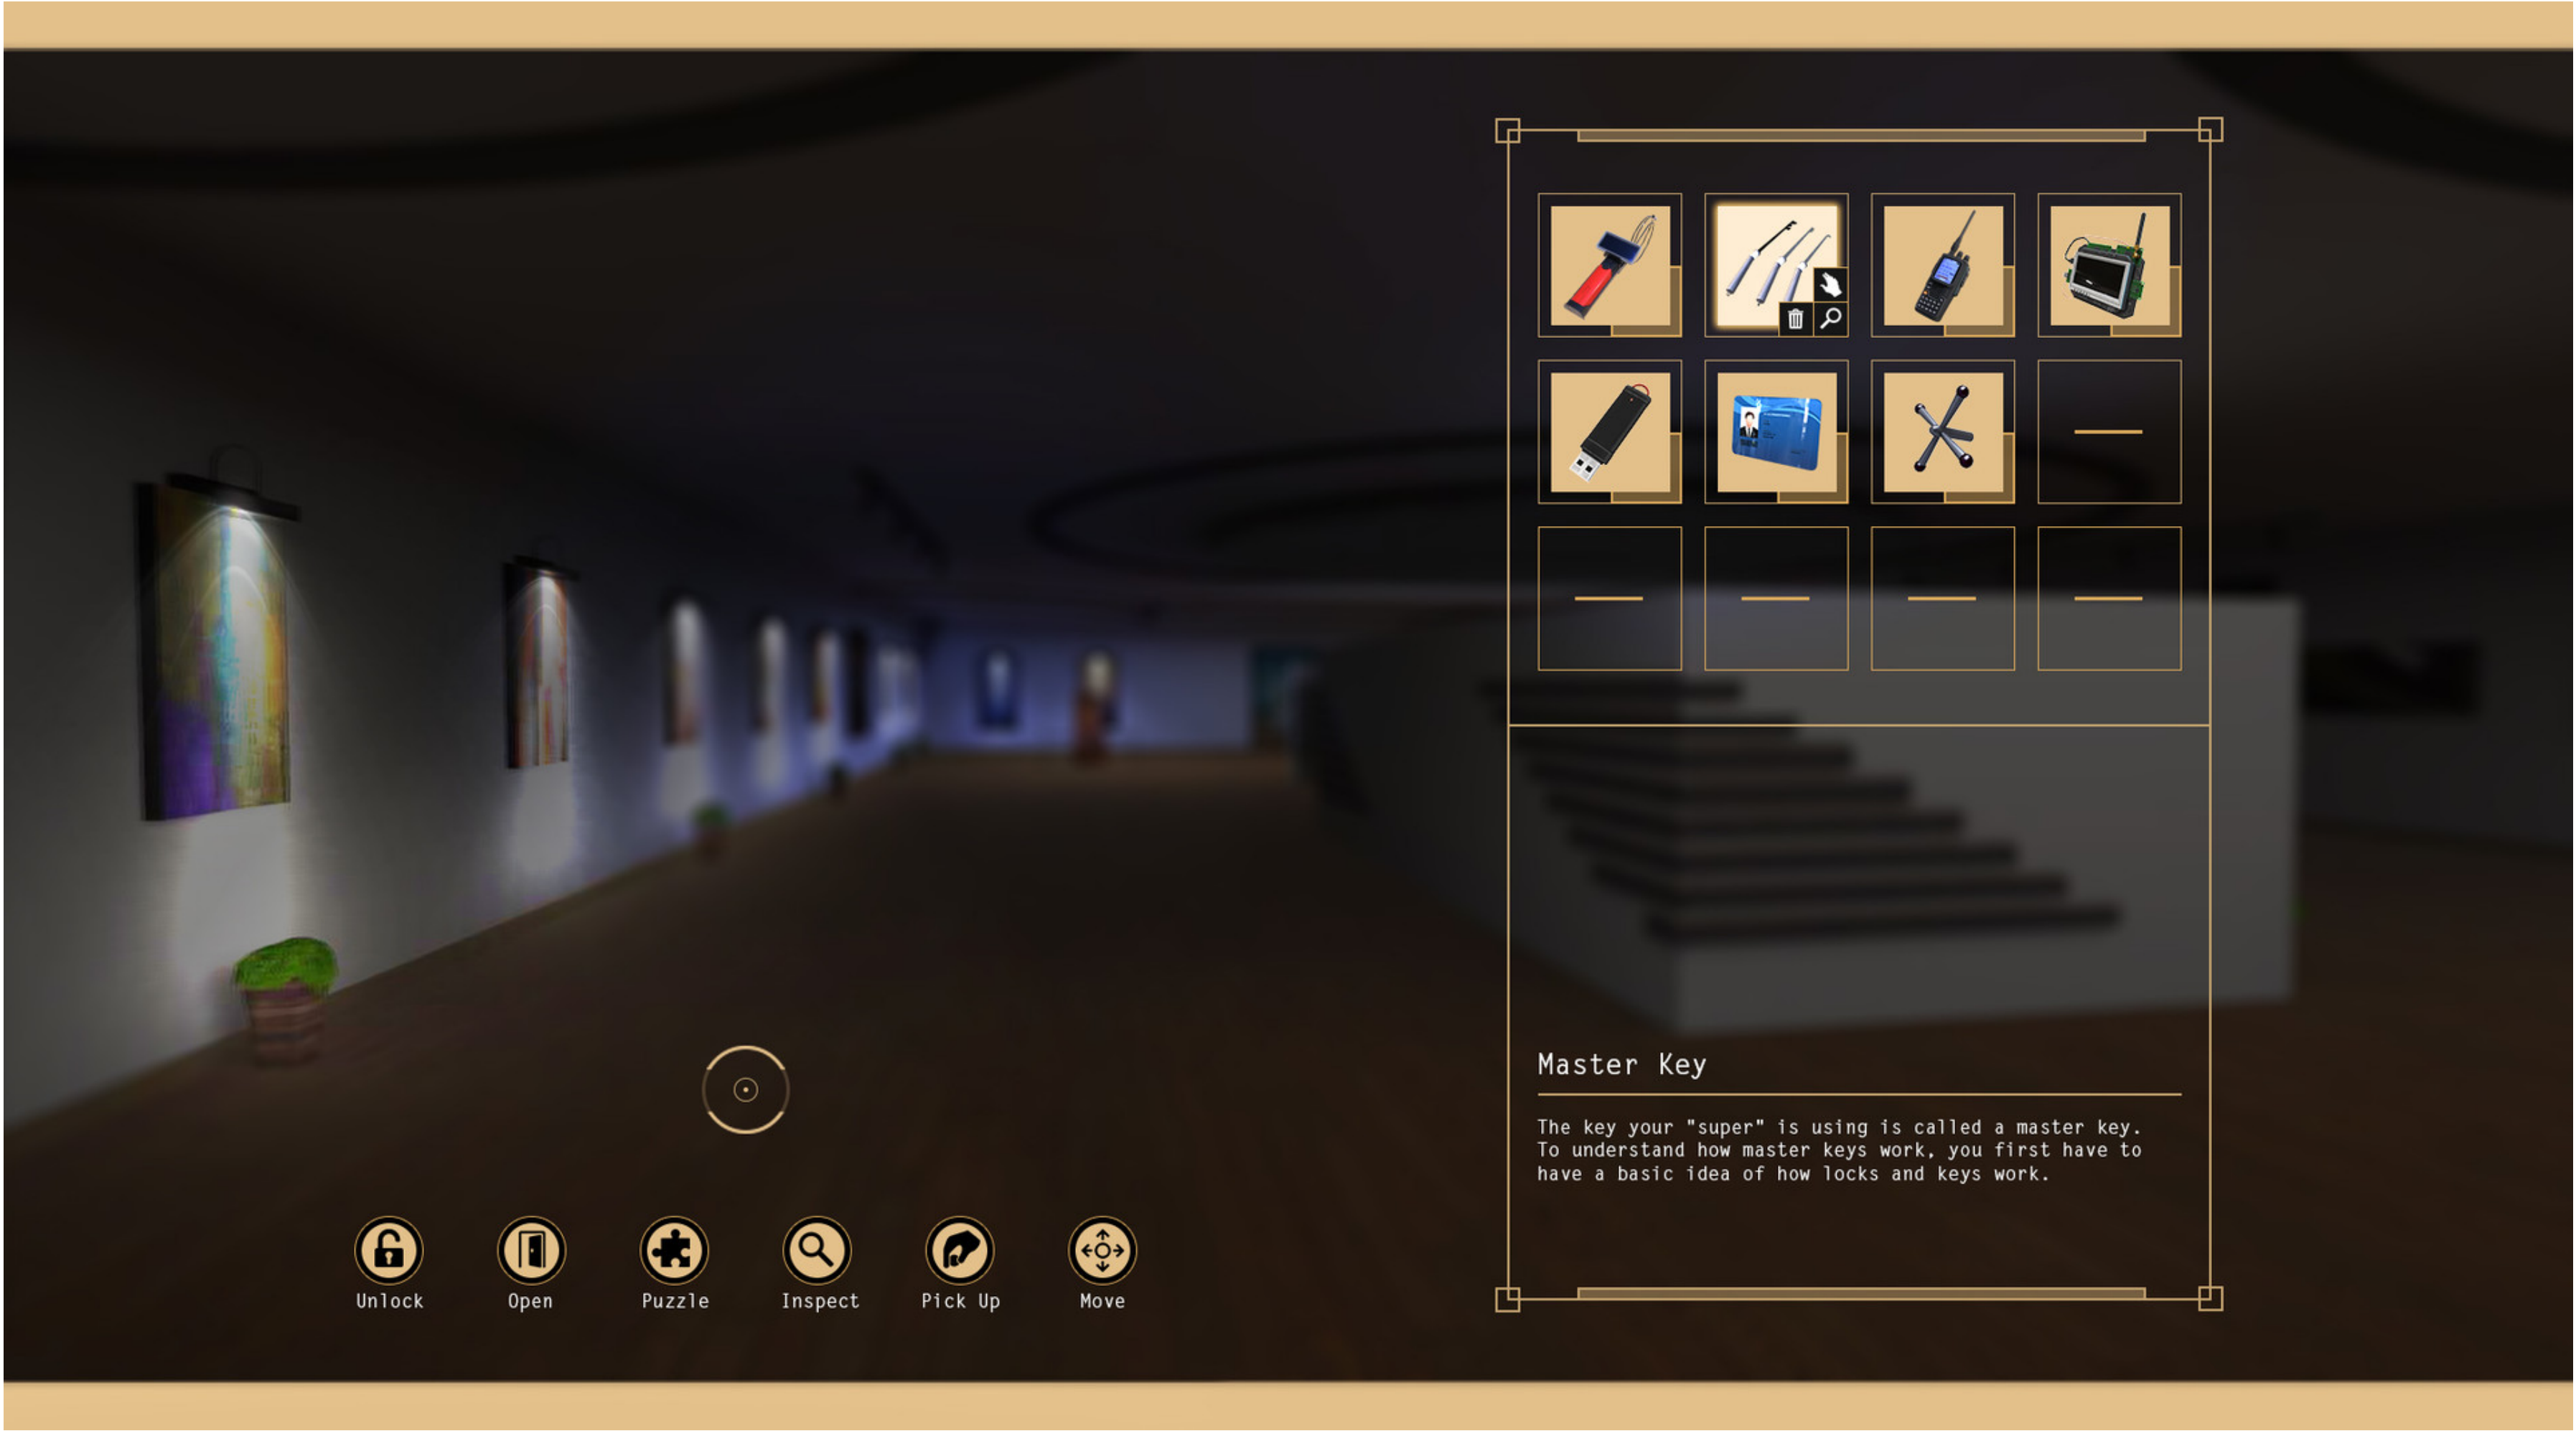 Master Key
The key your "super" is using is called a master key.
To understand how master keys work, you first have to
have a basic idea of how locks and keys work.
Unlock
Open
Puzzle
Inspect
Pick Up
Move